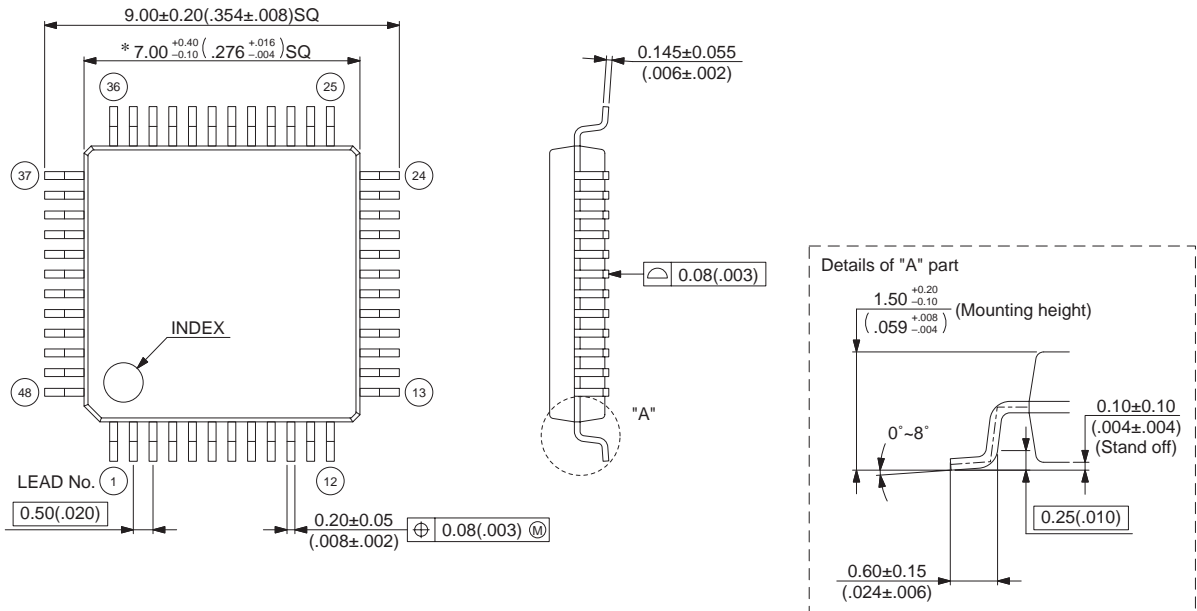 9.00±0.20(.354±.008)SQ
* 7.00 +0.40 –0.10 ( .276 +.016 –.004 )SQ
0.145±0.055
(.006±.002)
36
25
37
24
0.08(.003)
INDEX
48
13
"A"
LEAD No.
1
12
0.50(.020)
0.20±0.05
(.008±.002)
⌖ 0.08(.003) Ⓜ
Details of "A" part
1.50 +0.20 –0.10
(Mounting height)
( .059 +.008 –.004 )
0.10±0.10
(.004±.004)
(Stand off)
0˚~8˚
0.25(.010)
0.60±0.15
(.024±.006)